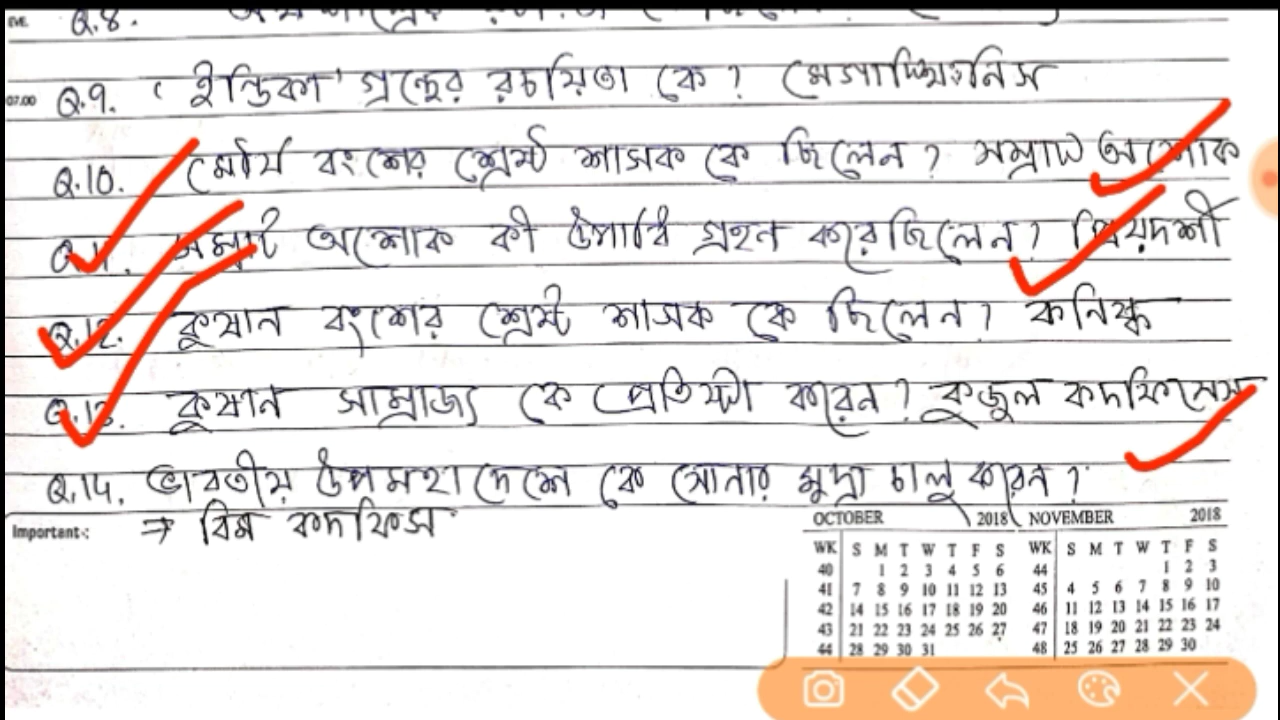 EVE. Q.8.
07.00 Q.9. 'ইন্ডিকা' গ্রন্থের রচয়িতা কে? মেগাস্থিনিস
Q.10. মৌর্য বংশের শ্রেষ্ট শাসক কে ছিলেন? সম্রাট অশোক
Q.11. সম্রাট অশোক কী উপাধি গ্রহন করেছিলেন? প্রিয়দর্শী
Q.12. কুষান বংশের শ্রেষ্ট শাসক কে ছিলেন? কনিষ্ক
Q.13. কুষান সাম্রাজ্য কে প্রতিষ্টা করেন? কুজুল কদফিসেস
Q.14. ভারতীয় উপমহাদেশে কে সোনার মুদ্রা চালু করেন?
Important:- ⇒ বিম কদফিস
OCTOBER 2018 NOVEMBER 2018
WK S M T W T F S WK S M T W T F S
40 1 2 3 4 5 6 44 1 2 3
41 7 8 9 10 11 12 13 45 4 5 6 7 8 9 10
42 14 15 16 17 18 19 20 46 11 12 13 14 15 16 17
43 21 22 23 24 25 26 27 47 18 19 20 21 22 23 24
44 28 29 30 31 48 25 26 27 28 29 30